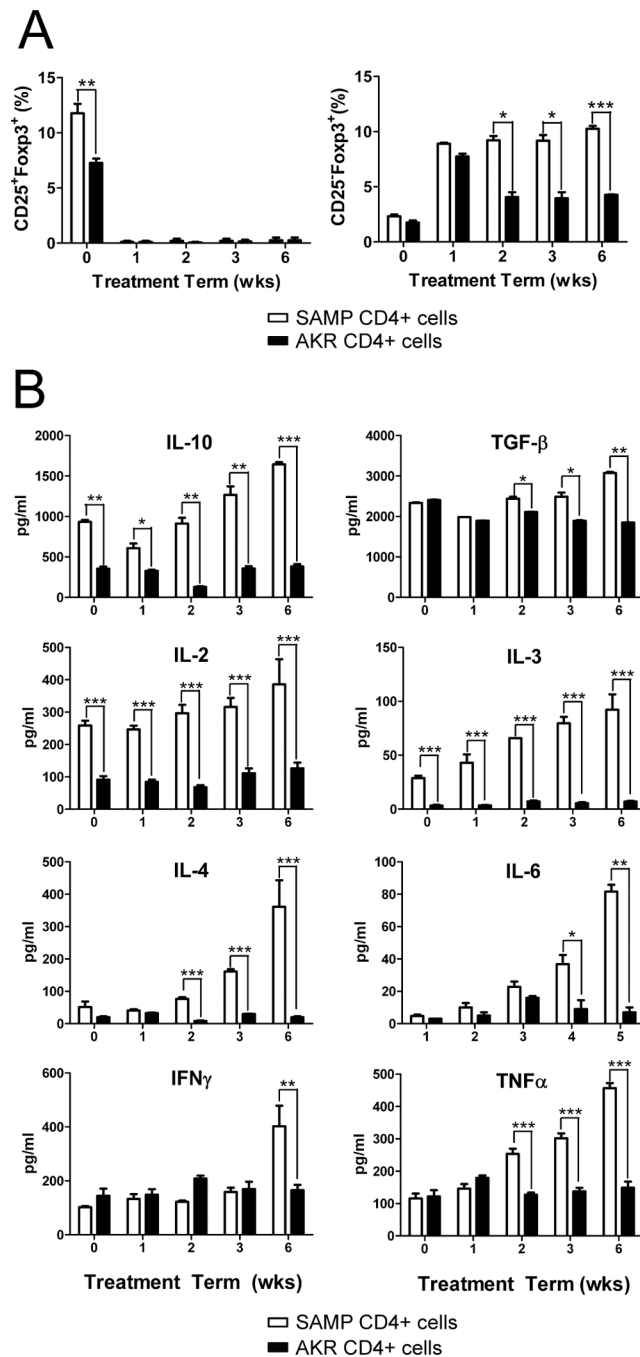 A
CD25+Foxp3+ (%)
15
10
5
0
**
0 1 2 3 6
Treatment Term (wks)
CD25-Foxp3+ (%)
15
10
5
0
* * ***
0 1 2 3 6
Treatment Term (wks)
SAMP CD4+ cells
AKR CD4+ cells
B
IL-10
pg/ml
2000
1500
1000
500
0
** * ** ** ***
0 1 2 3 6
TGF-β
pg/ml
4000
3000
2000
1000
0
* * **
0 1 2 3 6
IL-2
pg/ml
500
400
300
200
100
0
*** *** *** *** ***
0 1 2 3 6
IL-3
pg/ml
150
100
50
0
*** *** *** *** ***
0 1 2 3 6
IL-4
pg/ml
500
400
300
200
100
0
*** *** ***
0 1 2 3 6
IL-6
pg/ml
100
80
60
40
20
0
* **
1 2 3 4 5
IFNγ
pg/ml
600
400
200
0
**
0 1 2 3 6
Treatment Term (wks)
TNFα
pg/ml
500
400
300
200
100
0
*** *** ***
0 1 2 3 6
Treatment Term (wks)
SAMP CD4+ cells
AKR CD4+ cells